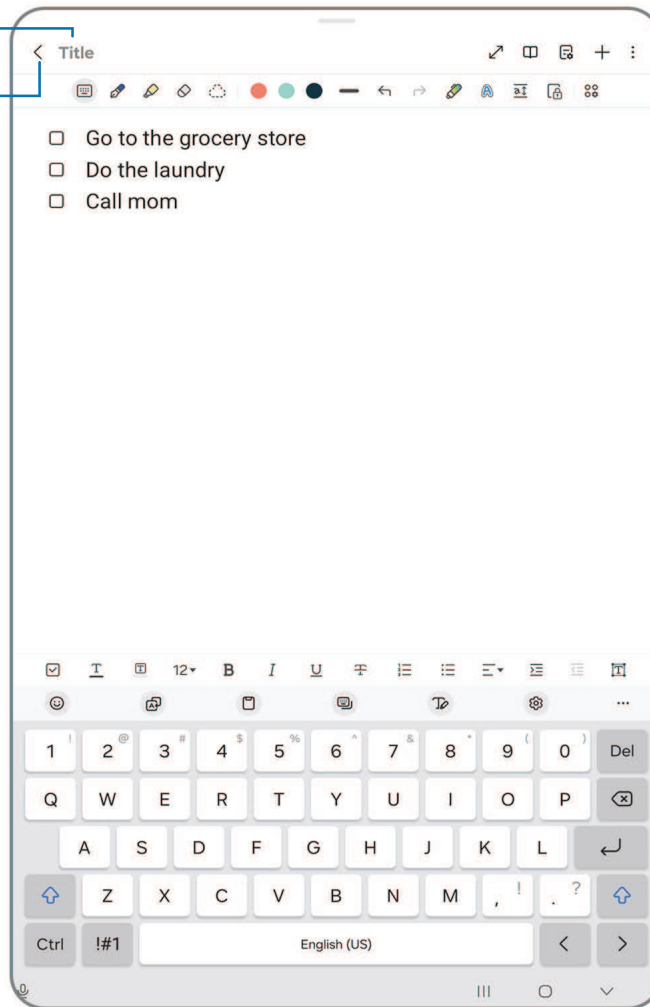 Title
Go to the grocery store
Do the laundry
Call mom
12 B I U T
1 ! 2 @ 3 # 4 $ 5 % 6 ^ 7 & 8 * 9 ( 0 ) Del
Q W E R T Y U I O P
A S D F G H J K L
Z X C V B N M , ! . ?
Ctrl !#1 English (US) < >